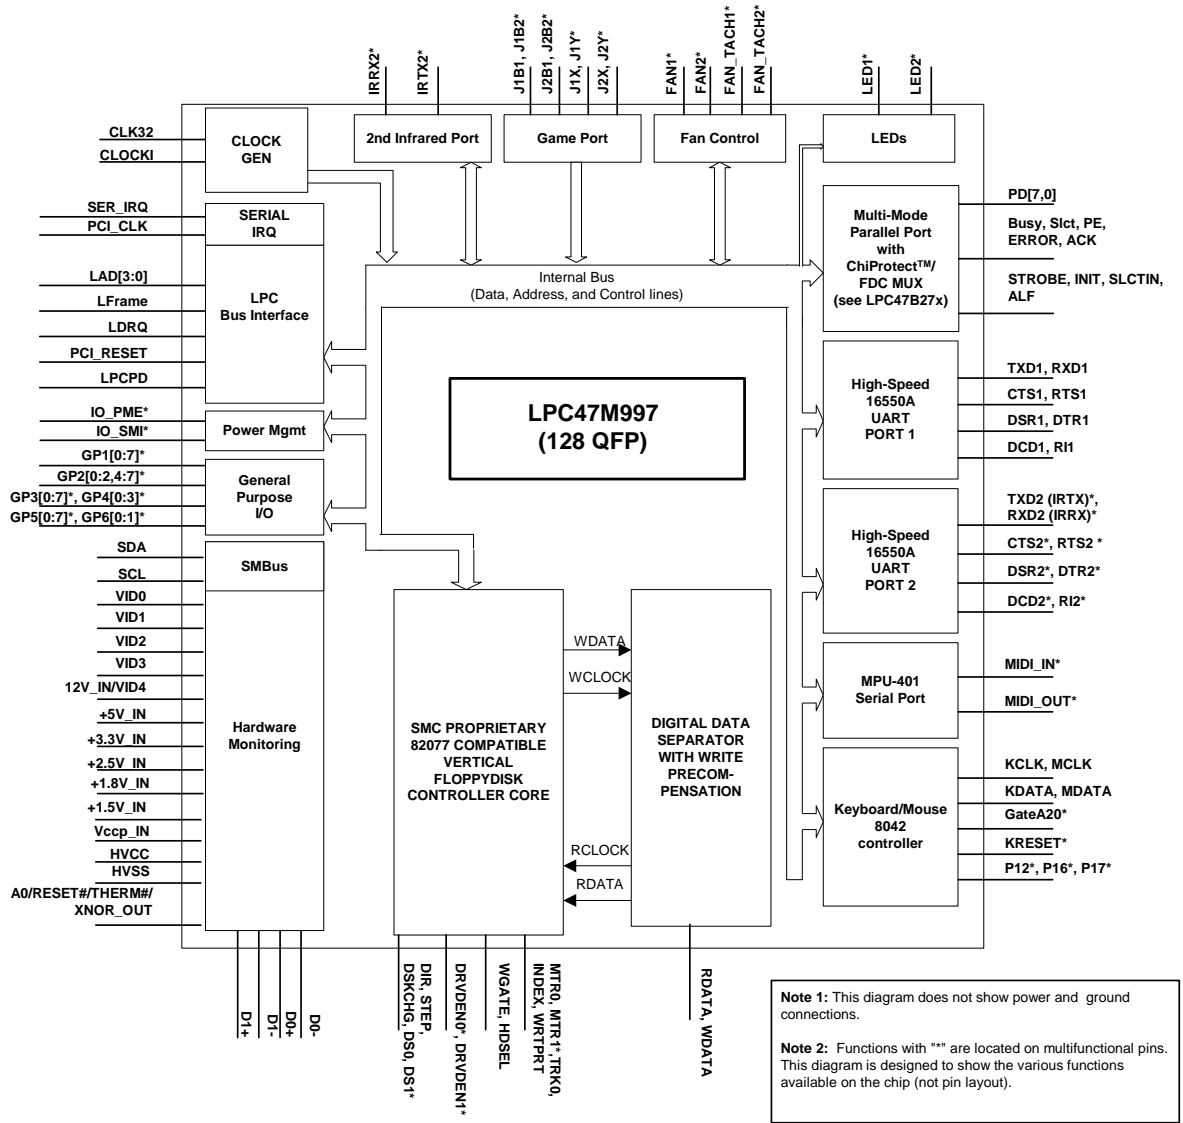 IRRX2*
IRTX2*
J1B1, J1B2*
J2B1, J2B2*
J1X, J1Y*
J2X, J2Y*
FAN1*
FAN2*
FAN_TACH1*
FAN_TACH2*
LED1*
LED2*
CLK32
CLOCKI
CLOCK
GEN
2nd Infrared Port
Game Port
Fan Control
LEDs
SER_IRQ
PCI_CLK
SERIAL
IRQ
LAD[3:0]
LFrame
LDRQ
PCI_RESET
LPCPD
LPC
Bus Interface
Internal Bus
(Data, Address, and Control lines)
Multi-Mode
Parallel Port
with
ChiProtect™/
FDC MUX
(see LPC47B27x)
PD[7,0]
Busy, Slct, PE,
ERROR, ACK
STROBE, INIT, SLCTIN,
ALF
IO_PME*
IO_SMI*
Power Mgmt
LPC47M997
(128 QFP)
High-Speed
16550A
UART
PORT 1
TXD1, RXD1
CTS1, RTS1
DSR1, DTR1
DCD1, RI1
GP1[0:7]*
GP2[0:2,4:7]*
GP3[0:7]*, GP4[0:3]*
GP5[0:7]*, GP6[0:1]*
General
Purpose
I/O
High-Speed
16550A
UART
PORT 2
TXD2 (IRTX)*,
RXD2 (IRRX)*
CTS2*, RTS2 *
DSR2*, DTR2*
DCD2*, RI2*
SDA
SCL
SMBus
VID0
VID1
VID2
VID3
12V_IN/VID4
+5V_IN
+3.3V_IN
+2.5V_IN
+1.8V_IN
+1.5V_IN
Vccp_IN
HVCC
HVSS
A0/RESET#/THERM#/
XNOR_OUT
Hardware
Monitoring
SMC PROPRIETARY
82077 COMPATIBLE
VERTICAL
FLOPPYDISK
CONTROLLER CORE
WDATA
WCLOCK
RCLOCK
RDATA
DIGITAL DATA
SEPARATOR
WITH WRITE
PRECOM-
PENSATION
MPU-401
Serial Port
MIDI_IN*
MIDI_OUT*
Keyboard/Mouse
8042
controller
KCLK, MCLK
KDATA, MDATA
GateA20*
KRESET*
P12*, P16*, P17*
D1+
D1-
D0+
D0-
DIR, STEP,
DSKCHG, DS0, DS1*
DRVDEN0*, DRVDEN1*
WGATE, HDSEL
MTR0, MTR1*,TRK0,
INDEX, WRTPRT
RDATA, WDATA
Note 1: This diagram does not show power and ground
connections.
Note 2: Functions with "*" are located on multifunctional pins.
This diagram is designed to show the various functions
available on the chip (not pin layout).